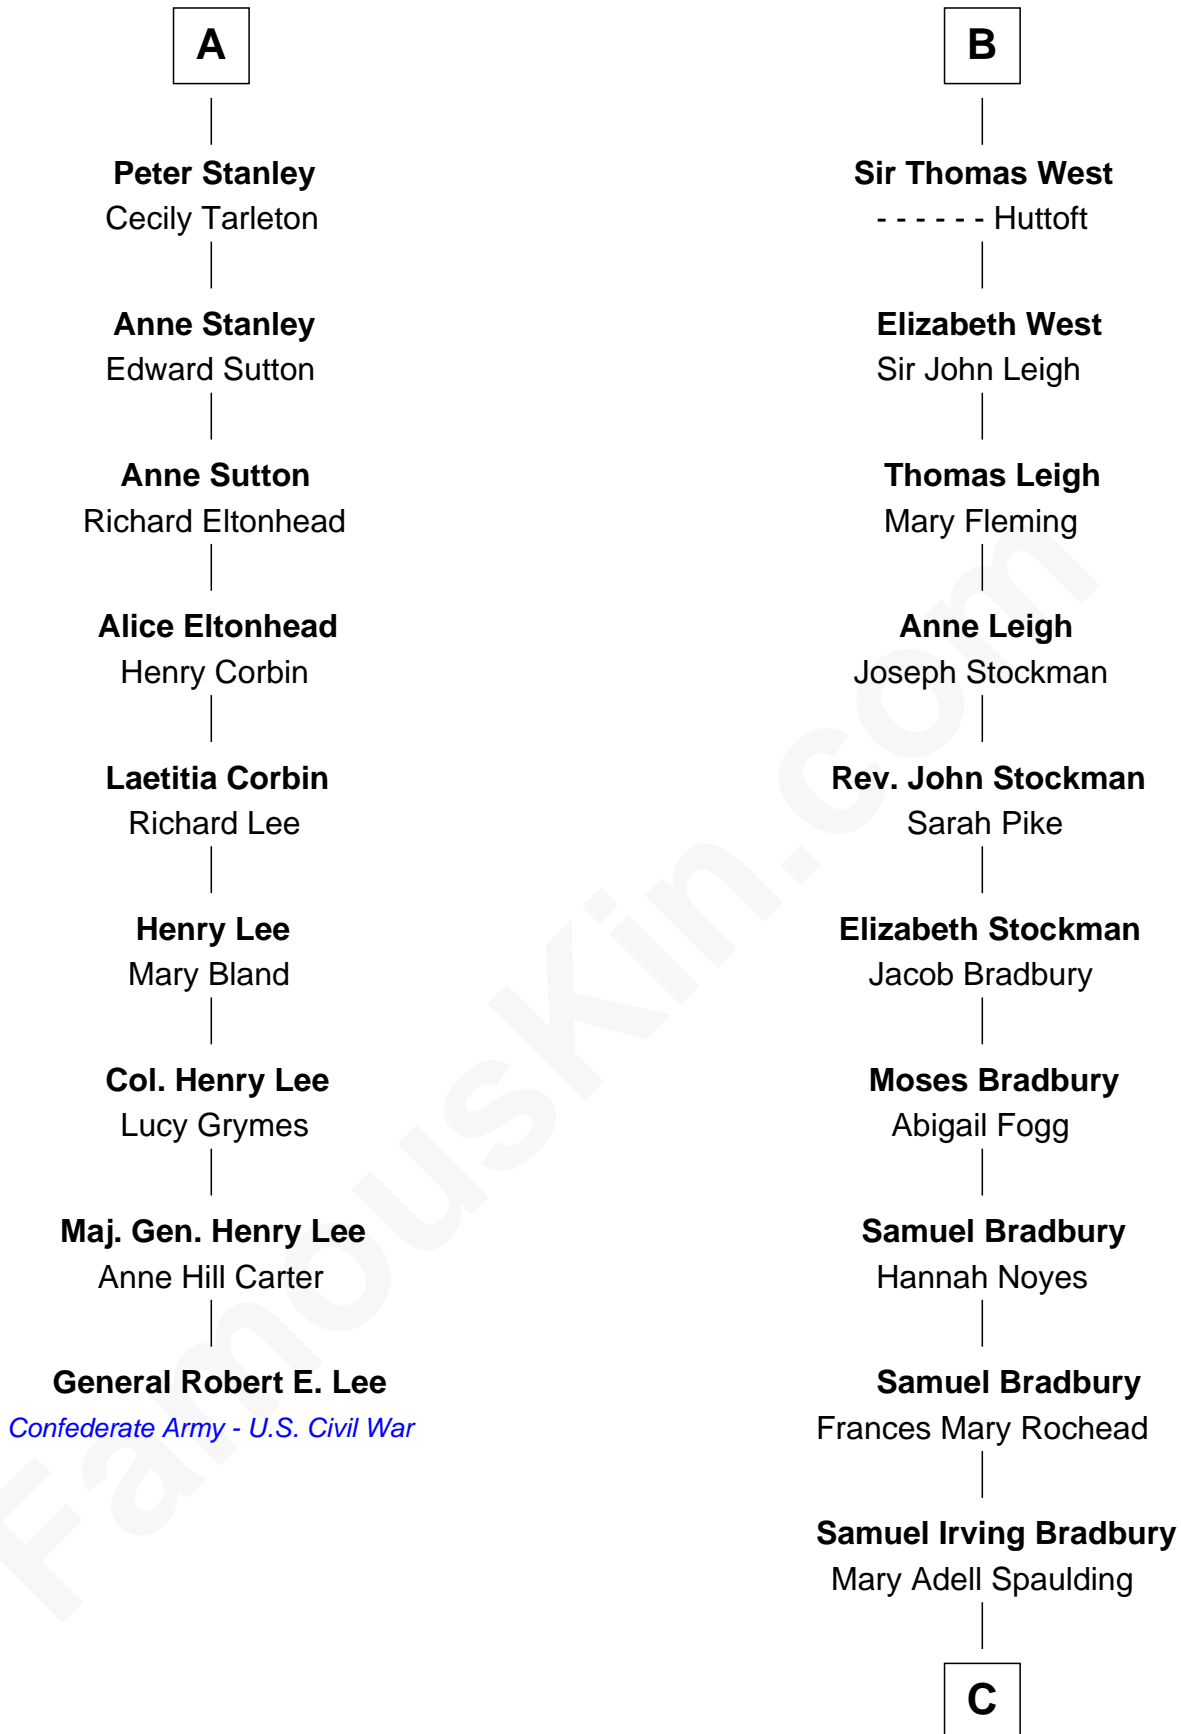 A
Peter Stanley
Cecily Tarleton
Anne Stanley
Edward Sutton
Anne Sutton
Richard Eltonhead
Alice Eltonhead
Henry Corbin
Laetitia Corbin
Richard Lee
Henry Lee
Mary Bland
Col. Henry Lee
Lucy Grymes
Maj. Gen. Henry Lee
Anne Hill Carter
General Robert E. Lee
Confederate Army - U.S. Civil War
B
Sir Thomas West
- - - - - - Huttoft
Elizabeth West
Sir John Leigh
Thomas Leigh
Mary Fleming
Anne Leigh
Joseph Stockman
Rev. John Stockman
Sarah Pike
Elizabeth Stockman
Jacob Bradbury
Moses Bradbury
Abigail Fogg
Samuel Bradbury
Hannah Noyes
Samuel Bradbury
Frances Mary Rochead
Samuel Irving Bradbury
Mary Adell Spaulding
C
FamousKin.com